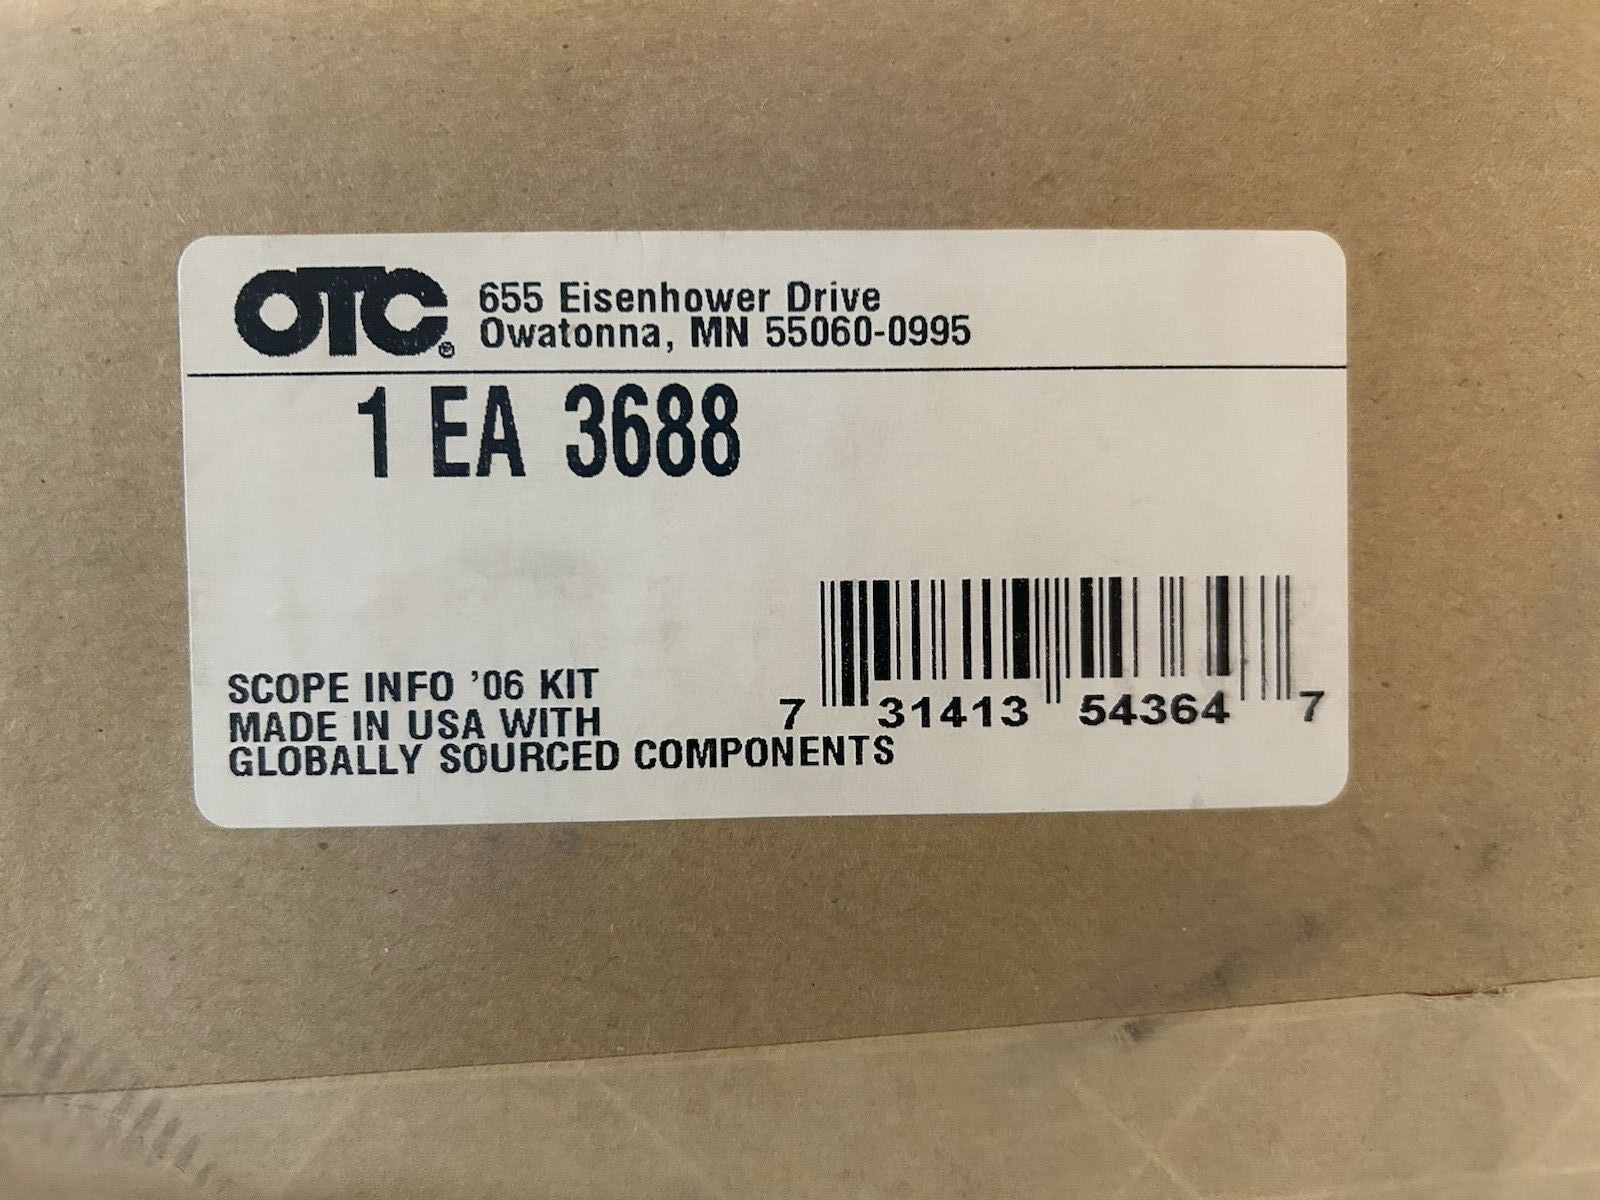 OTC® 655 Eisenhower Drive
Owatonna, MN 55060-0995
1 EA 3688
SCOPE INFO '06 KIT
MADE IN USA WITH
GLOBALLY SOURCED COMPONENTS
7 31413 54364 7